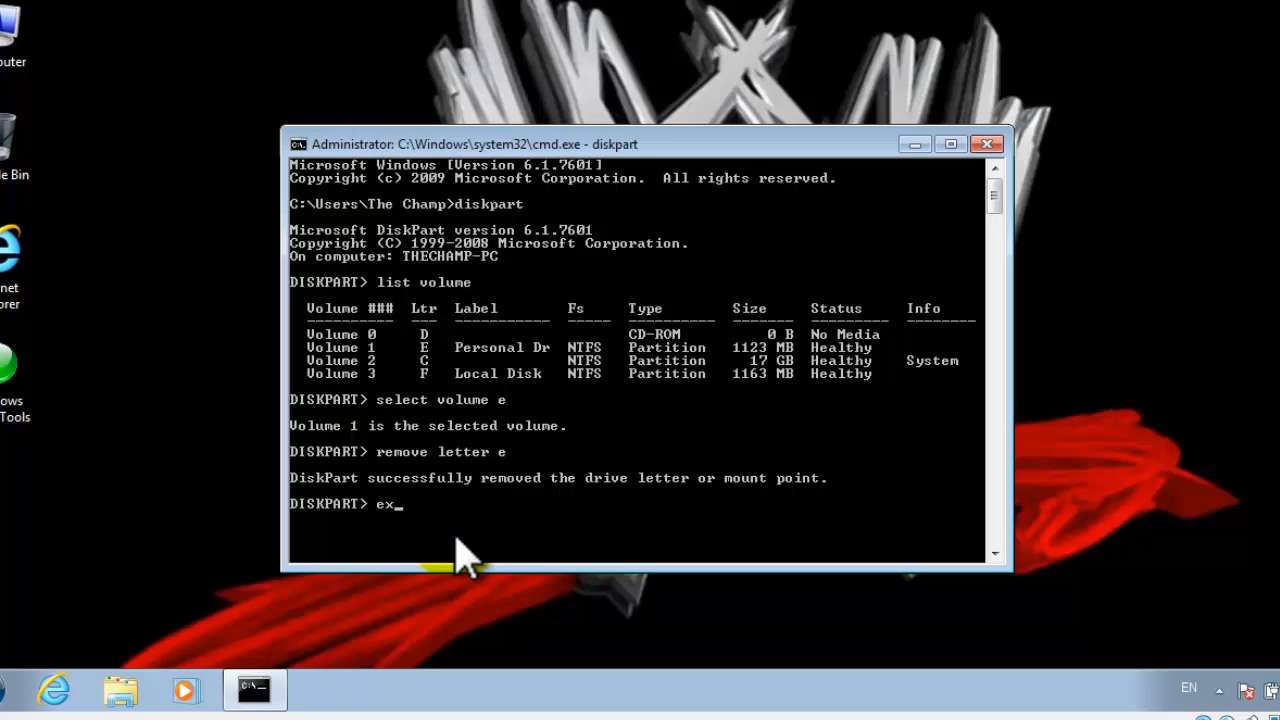 puter
le Bin
net
orer
ows
Tools
Administrator: C:\Windows\system32\cmd.exe - diskpart
Microsoft Windows [Version 6.1.7601]
Copyright (c) 2009 Microsoft Corporation.  All rights reserved.
C:\Users\The Champ>diskpart
Microsoft DiskPart version 6.1.7601
Copyright (C) 1999-2008 Microsoft Corporation.
On computer: THECHAMP-PC
DISKPART> list volume
Volume ###  Ltr  Label        Fs     Type        Size     Status     Info
----------  ---  -----------  -----  ----------  -------  ---------  --------
Volume 0     D                       CD-ROM          0 B  No Media
Volume 1     E   Personal Dr  NTFS   Partition   1123 MB  Healthy
Volume 2     C                NTFS   Partition     17 GB  Healthy    System
Volume 3     F   Local Disk   NTFS   Partition   1163 MB  Healthy
DISKPART> select volume e
Volume 1 is the selected volume.
DISKPART> remove letter e
DiskPart successfully removed the drive letter or mount point.
DISKPART> ex_
EN